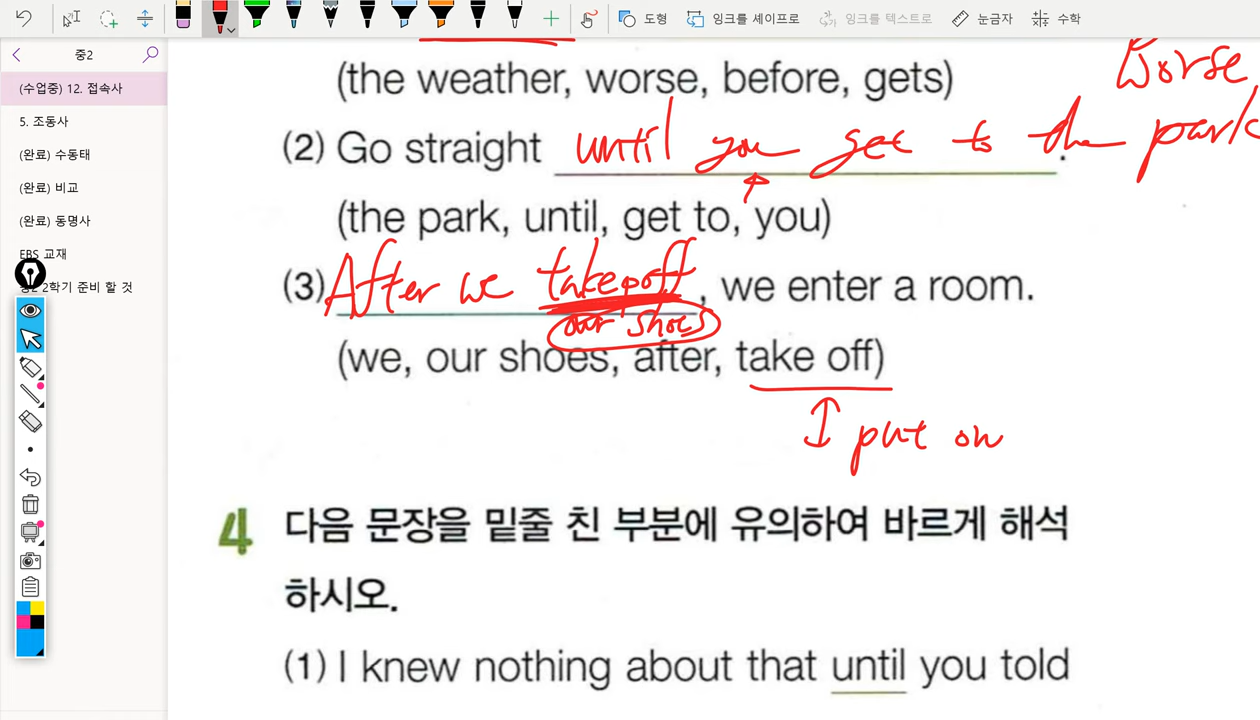 도형
잉크를 셰이프로
잉크를 텍스트로
눈금자
수학
중2
(수업중) 12. 접속사
5. 조동사
(완료) 수동태
(완료) 비교
(완료) 동명사
EBS 교재
2학기 준비 할 것
Worse
(the weather, worse, before, gets)
(2) Go straight until you get to the park.
(the park, until, get to, you)
(3) After we take off, we enter a room.
our shoes
(we, our shoes, after, take off)
put on
4 다음 문장을 밑줄 친 부분에 유의하여 바르게 해석
하시오.
(1) I knew nothing about that until you told